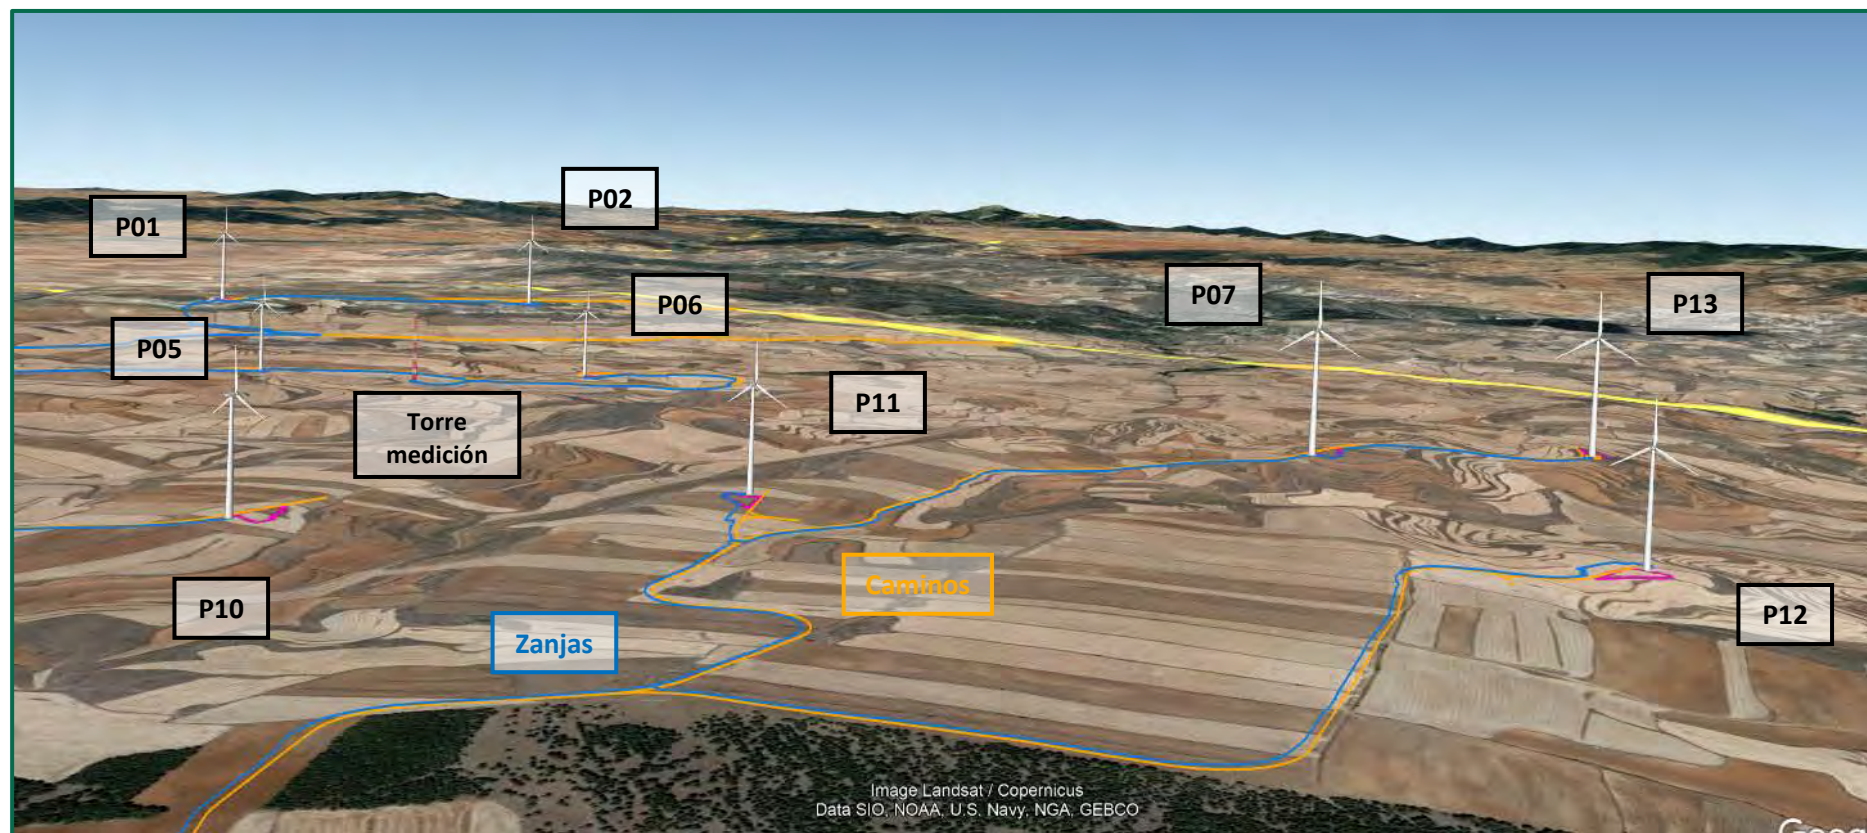 P02
P01
P07
P13
P06
P05
P11
Torre
medición
Caminos
P10
P12
Zanjas
Image Landsat / Copernicus
Data SIO, NOAA, U.S. Navy, NGA, GEBCO